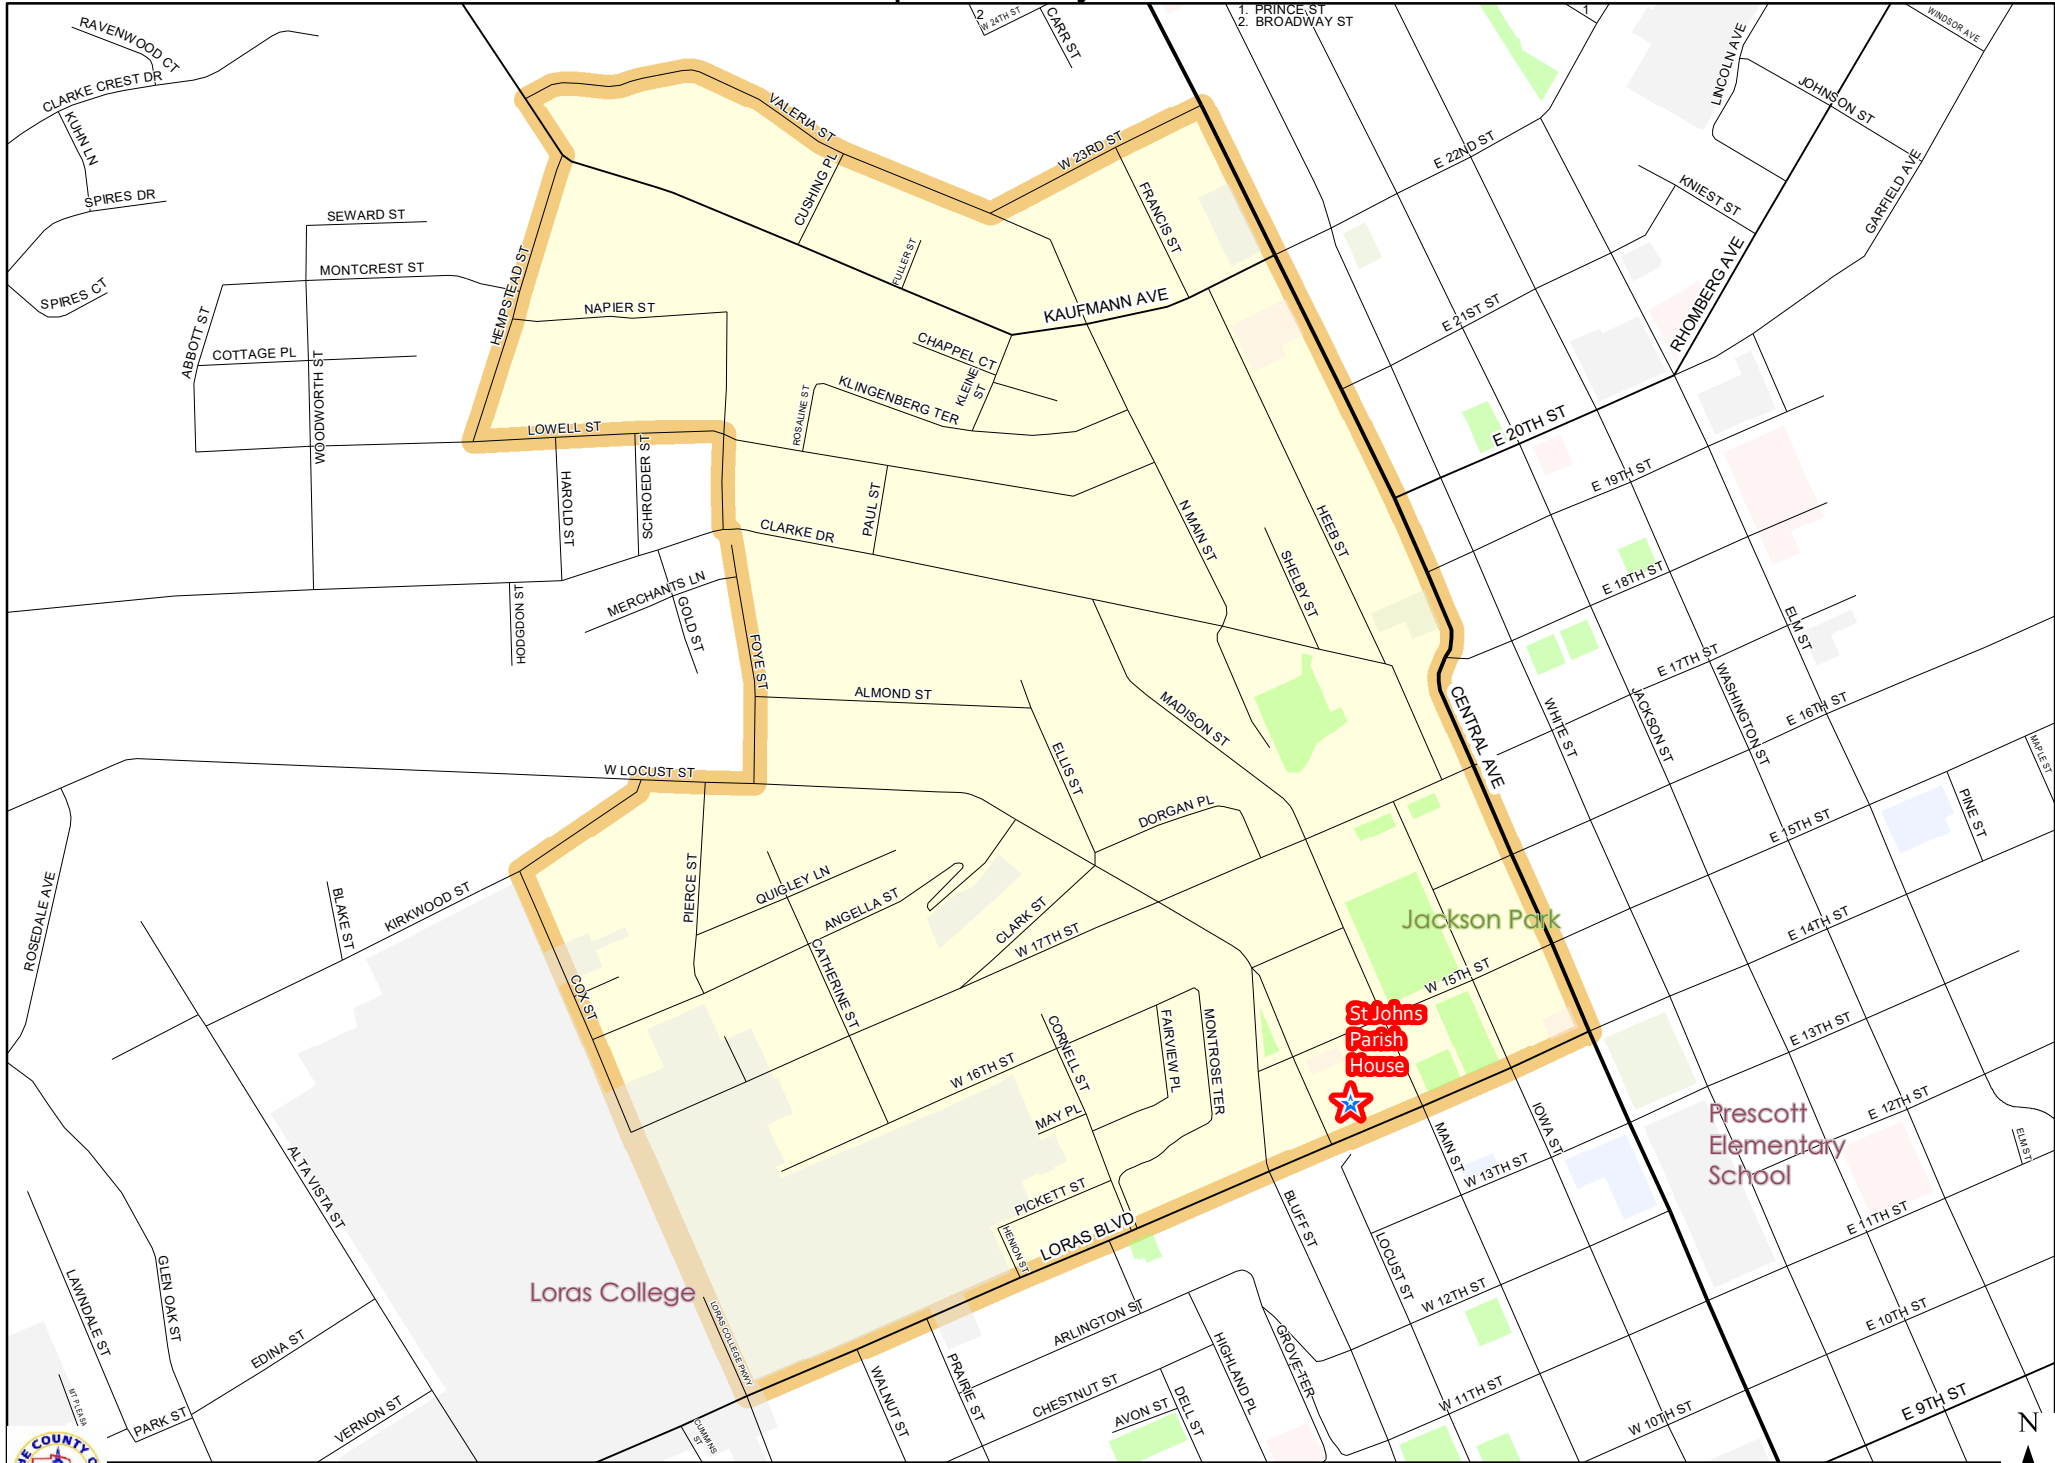 2
W 24TH ST
CARR ST
1. PRINCE ST
2. BROADWAY ST
1
WINDSOR AVE
RAVENWOOD CT
CLARKE CREST DR
KUHN LN
SPIRES DR
SPIRES CT
SEWARD ST
MONTCREST ST
ABBOTT ST
COTTAGE PL
WOODWORTH ST
HEMPSTEAD ST
NAPIER ST
LOWELL ST
HAROLD ST
SCHROEDER ST
VALERIA ST
CUSHING PL
FULLER ST
W 23RD ST
FRANCIS ST
KAUFMANN AVE
CHAPPEL CT
KLEINE
ST
KLINGENBERG TER
ROSALINE ST
PAUL ST
CLARKE DR
N MAIN ST
HEEB ST
SHELBY ST
E 22ND ST
LINCOLN AVE
JOHNSON ST
KNIEST ST
GARFIELD AVE
RHOMBERG AVE
E 21ST ST
E 20TH ST
E 19TH ST
E 18TH ST
E 17TH ST
ELM ST
E 16TH ST
WASHINGTON ST
JACKSON ST
WHITE ST
CENTRAL AVE
MAPLE ST
PINE ST
E 15TH ST
E 14TH ST
E 13TH ST
E 12TH ST
ELM ST
E 11TH ST
E 10TH ST
E 9TH ST
HODGDON ST
MERCHANTS LN
GOLD ST
FOYE ST
ALMOND ST
ELLIS ST
MADISON ST
DORGAN PL
W LOCUST ST
ROSEDALE AVE
BLAKE ST
KIRKWOOD ST
PIERCE ST
QUIGLEY LN
ANGELLA ST
CATHERINE ST
CLARK ST
W 17TH ST
COX ST
Jackson Park
W 15TH ST
St Johns
Parish
House
W 16TH ST
CORNELL ST
FAIRVIEW PL
MONTROSE TER
MAY PL
PICKETT ST
HENION ST
LORAS BLVD
BLUFF ST
MAIN ST
IOWA ST
W 13TH ST
LOCUST ST
W 12TH ST
W 11TH ST
W 10TH ST
Prescott
Elementary
School
ALTA VISTA ST
Loras College
LORAS COLLEGE PKWY
GLEN OAK ST
LAWNDALE ST
MT PLEASA
EDINA ST
PARK ST
VERNON ST
CUMMINS
ST
WALNUT ST
PRAIRIE ST
ARLINGTON ST
CHESTNUT ST
AVON ST
DELL ST
HIGHLAND PL
GROVE TER
COUNTY
N